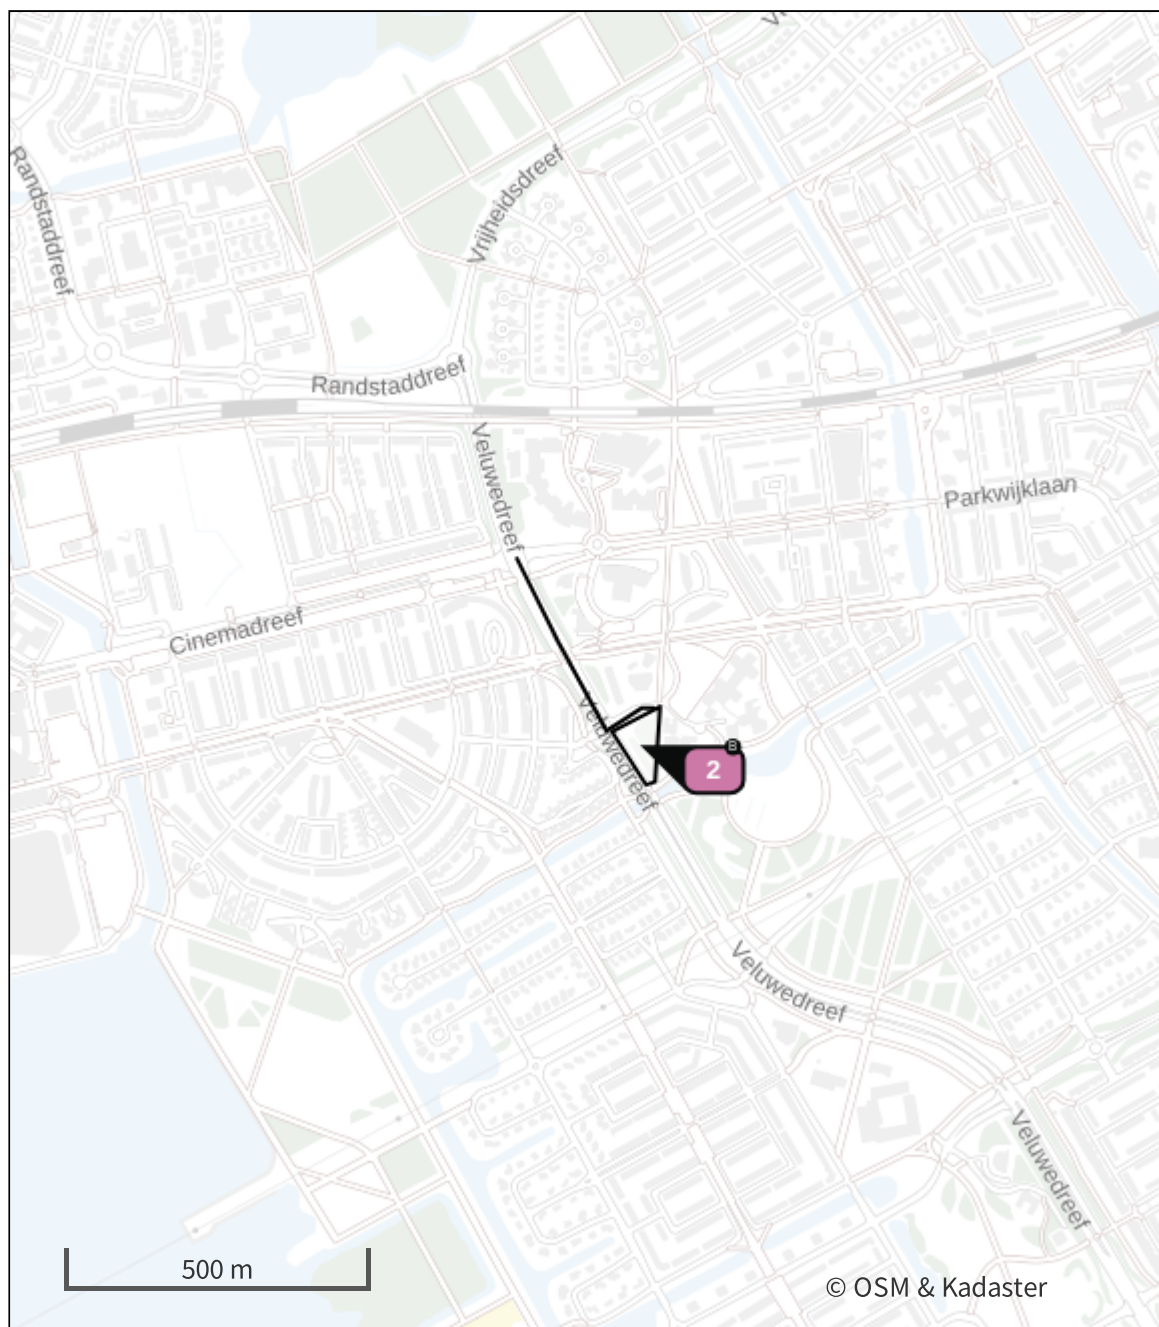 Randstaddreef
Vrijheidsdreef
Randstaddreef
Veluwedreef
Parkwijklaan
Cinemadreef
Veluwedreef
B
2
Veluwedreef
Veluwedreef
500 m
© OSM & Kadaster